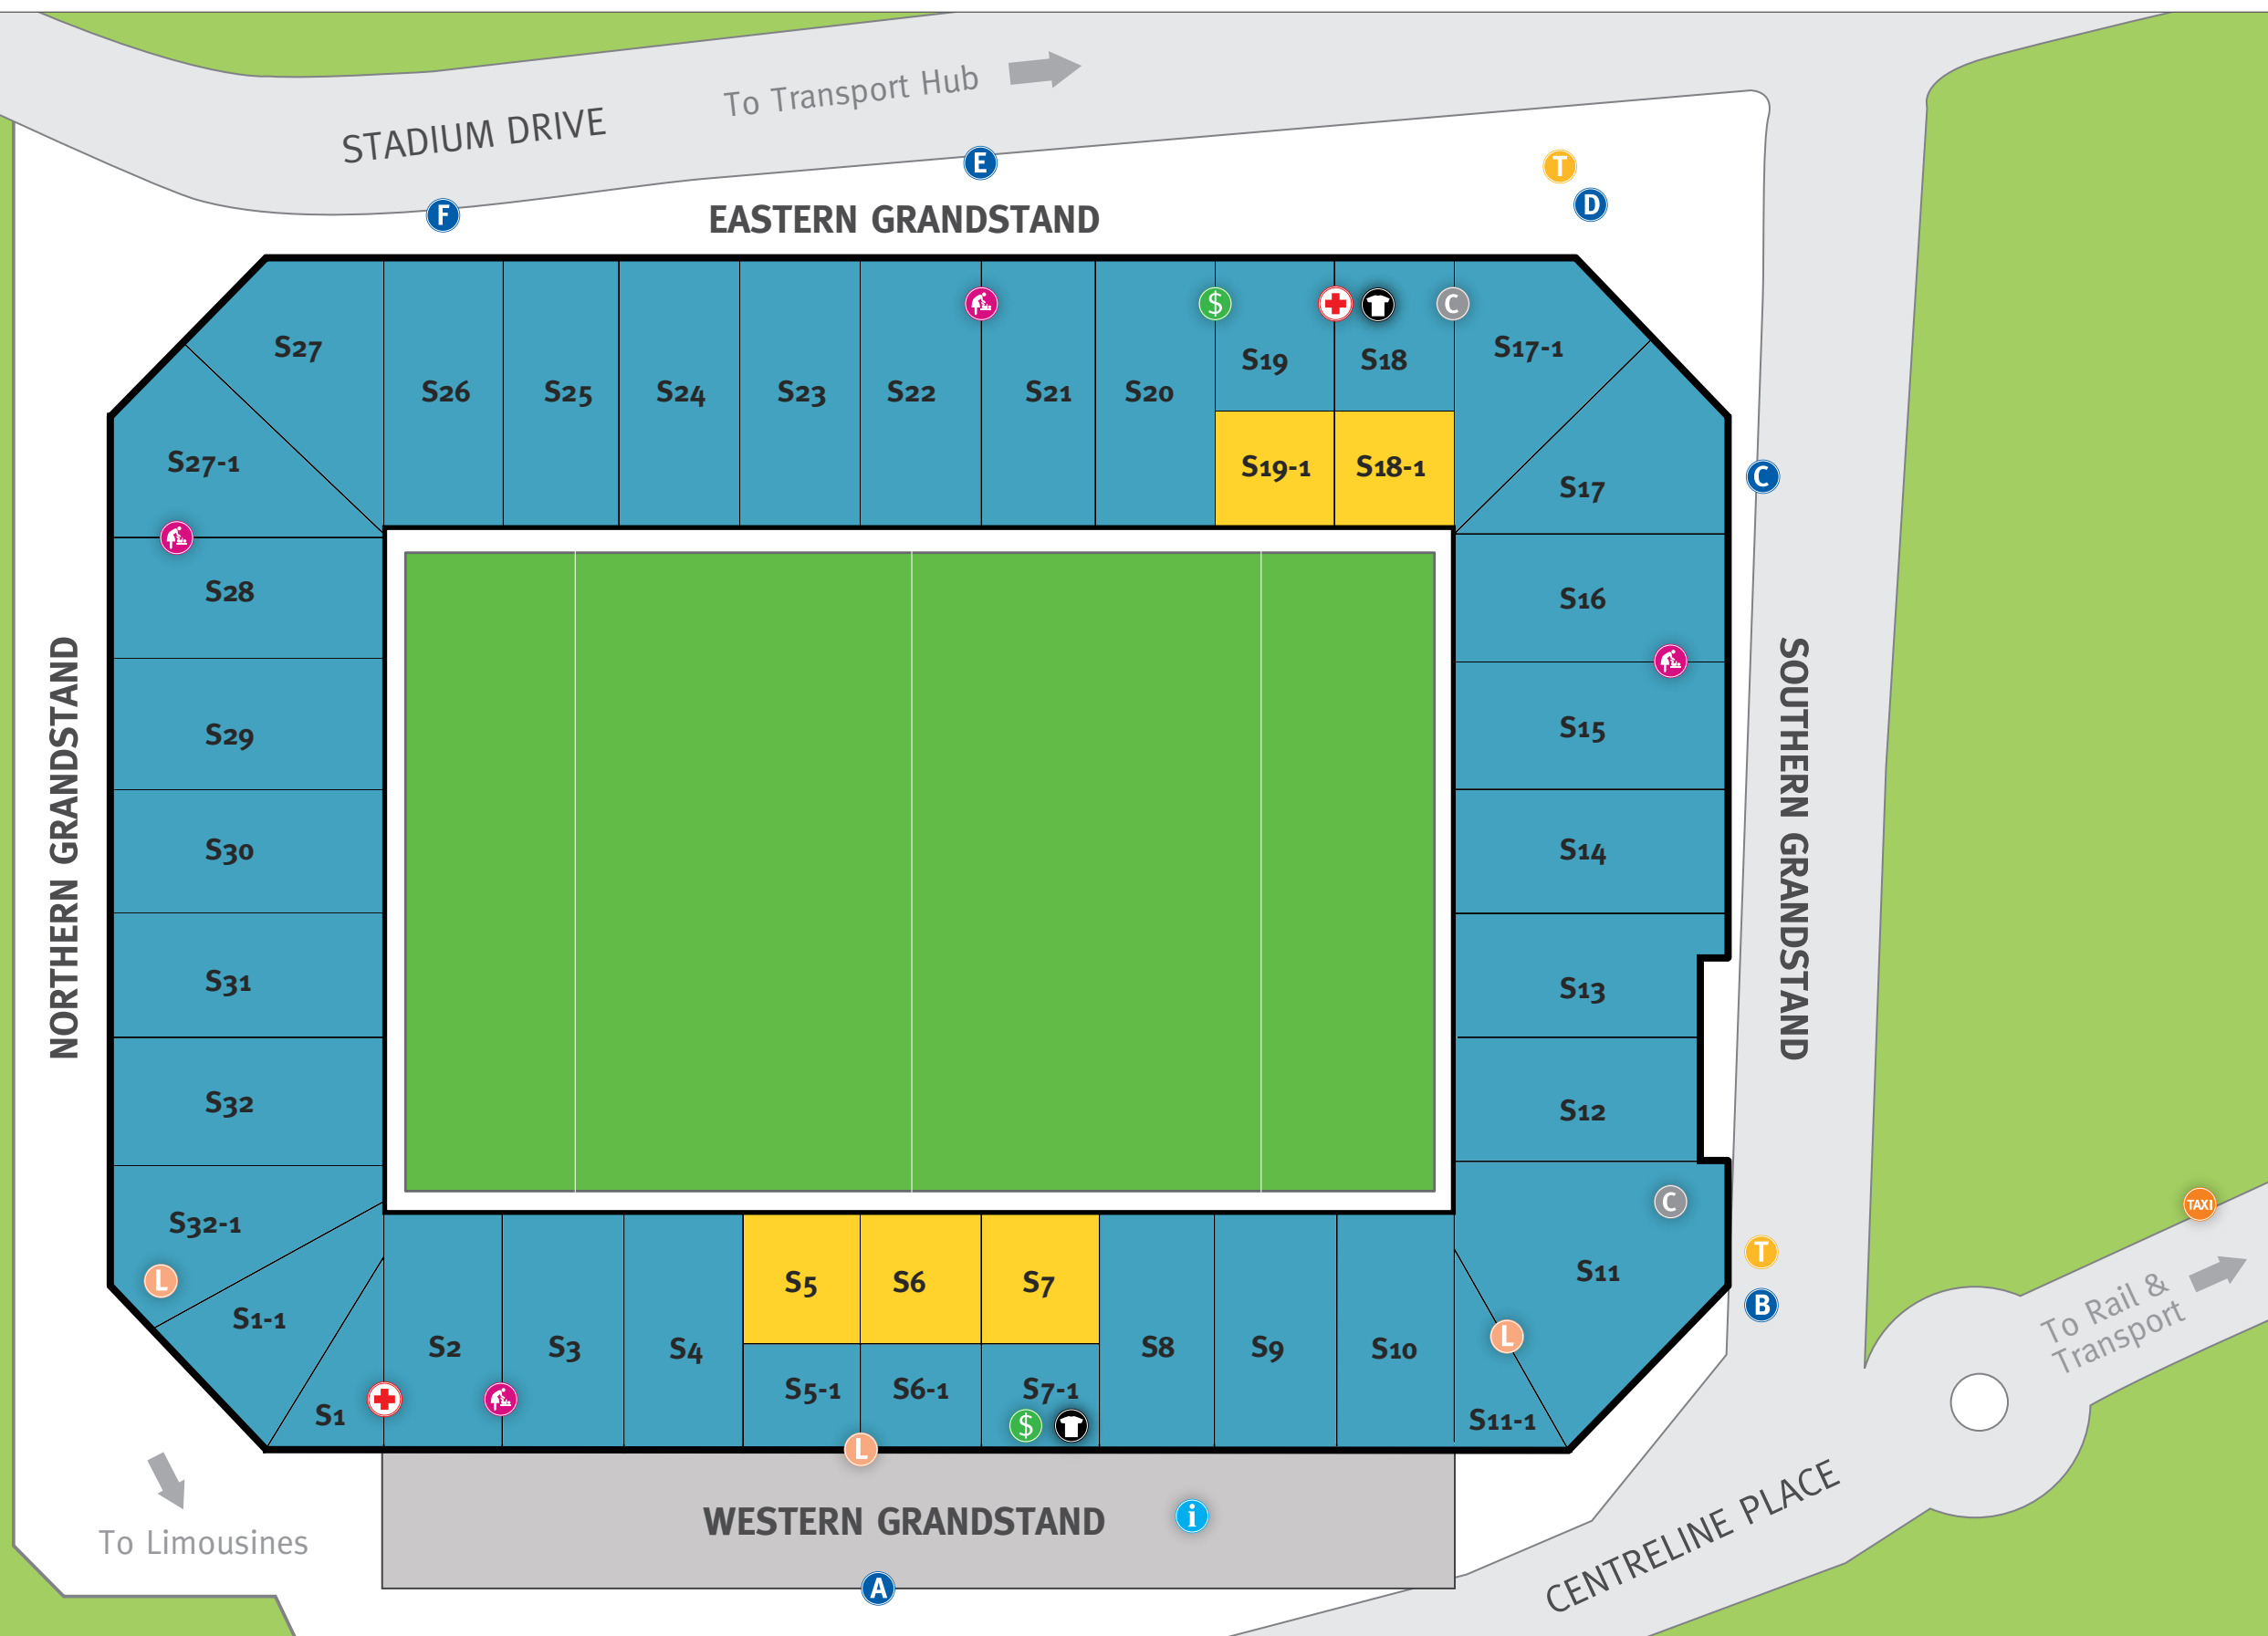 To Transport Hub
STADIUM DRIVE
E
T
D
F
EASTERN GRANDSTAND
$
C
S27
S26
S25
S24
S23
S22
S21
S20
S19
S18
S17-1
S27-1
S19-1
S18-1
S17
C
S28
S16
S29
S15
S30
S14
S31
S13
S32
S12
NORTHERN GRANDSTAND
SOUTHERN GRANDSTAND
S32-1
C
TAXI
L
S1-1
S5
S6
S7
S11
T
B
To Rail &
Transport
S2
S3
S4
S8
S9
S10
L
S5-1
S6-1
S7-1
S1
$
S11-1
L
WESTERN GRANDSTAND
i
To Limousines
A
CENTRELINE PLACE